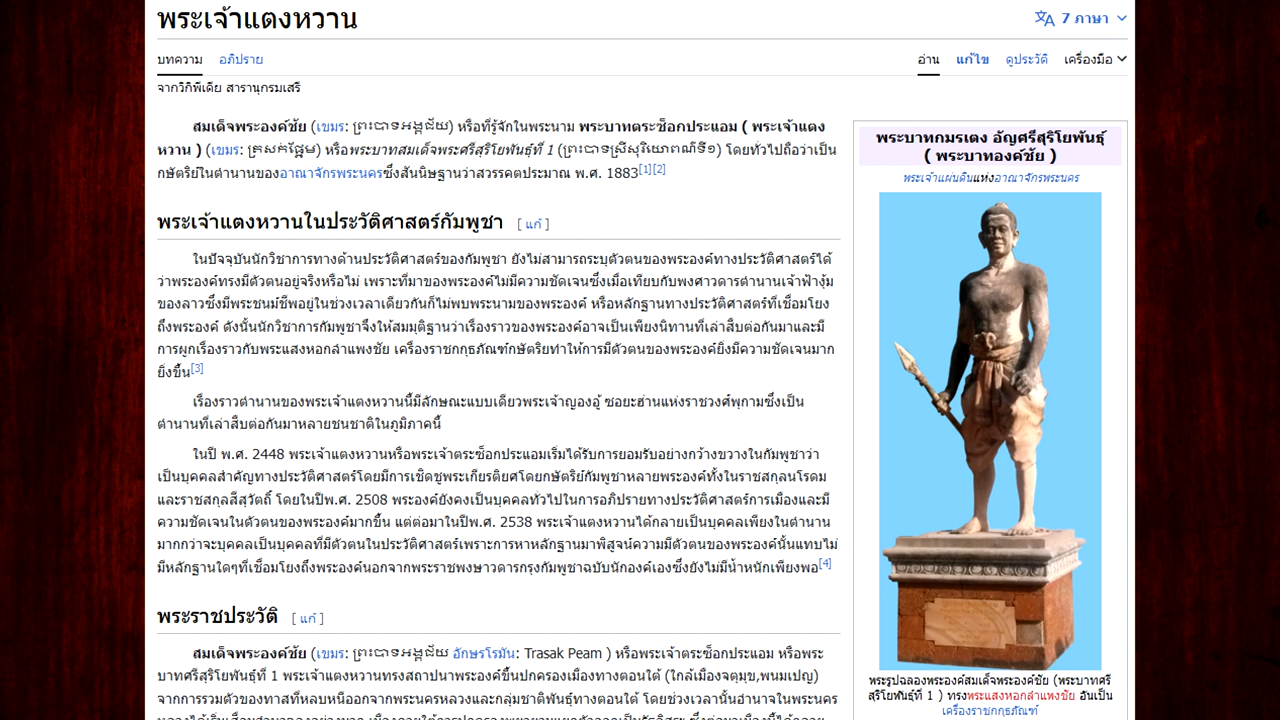 พระเจ้าแตงหวาน
7 ภาษา
บทความ อภิปราย
อ่าน แก้ไข ดูประวัติ เครื่องมือ
จากวิกิพีเดีย สารานุกรมเสรี
สมเด็จพระองค์ชัย (เขมร: ព្រះបាទអង្គជ័យ) หรือที่รู้จักในพระนาม พระบาทตระซ็อกประแอม ( พระเจ้าแตง
หวาน ) (เขมร: ត្រសក់ផ្អែម) หรือพระบาทสมเด็จพระศรีสุริโยพันธุ์ที่ 1 (ព្រះបាទស្រីសុរិយោពណ៌ទី១) โดยทั่วไปถือว่าเป็น
กษัตริย์ในตำนานของอาณาจักรพระนครซึ่งสันนิษฐานว่าสวรรคตประมาณ พ.ศ. 1883[1][2]
พระเจ้าแตงหวานในประวัติศาสตร์กัมพูชา [ แก้ ]
ในปัจจุบันนักวิชาการทางด้านประวัติศาสตร์ของกัมพูชา ยังไม่สามารถระบุตัวตนของพระองค์ทางประวัติศาสตร์ได้
ว่าพระองค์ทรงมีตัวตนอยู่จริงหรือไม่ เพราะที่มาของพระองค์ไม่มีความชัดเจนซึ่งเมื่อเทียบกับพงศาวดารตำนานเจ้าฟ้างุ้ม
ของลาวซึ่งมีพระชนม์ชีพอยู่ในช่วงเวลาเดียวกันก็ไม่พบพระนามของพระองค์ หรือหลักฐานทางประวัติศาสตร์ที่เชื่อมโยง
ถึงพระองค์ ดังนั้นนักวิชาการกัมพูชาจึงให้สมมุติฐานว่าเรื่องราวของพระองค์อาจเป็นเพียงนิทานที่เล่าสืบต่อกันมาและมี
การผูกเรื่องราวกับพระแสงหอกลำแพงชัย เครื่องราชกกุธภัณฑ์กษัตริยทำให้การมีตัวตนของพระองค์ยิ่งมีความชัดเจนมาก
ยิ่งขึ้น[3]
เรื่องราวตำนานของพระเจ้าแตงหวานนี้มีลักษณะแบบเดียวพระเจ้าญองอู้ ซอยะฮ่านแห่งราชวงศ์พุกามซึ่งเป็น
ตำนานที่เล่าสืบต่อกันมาหลายชนชาติในภูมิภาคนี้
ในปี พ.ศ. 2448 พระเจ้าแตงหวานหรือพระเจ้าตระซ็อกประแอมเริ่มได้รับการยอมรับอย่างกว้างขวางในกัมพูชาว่า
เป็นบุคคลสำคัญทางประวัติศาสตร์โดยมีการเชิดชูพระเกียรติยศโดยกษัตริย์กัมพูชาหลายพระองค์ทั้งในราชสกุลนโรดม
และราชสกุลสีสุวัตถิ์ โดยในปีพ.ศ. 2508 พระองค์ยังคงเป็นบุคคลทั่วไปในการอภิปรายทางประวัติศาสตร์การเมืองและมี
ความชัดเจนในตัวตนของพระองค์มากขึ้น แต่ต่อมาในปีพ.ศ. 2538 พระเจ้าแตงหวานได้กลายเป็นบุคคลเพียงในตำนาน
มากกว่าจะบุคคลเป็นบุคคลที่มีตัวตนในประวัติศาสตร์เพราะการหาหลักฐานมาพิสูจน์ความมีตัวตนของพระองค์นั้นแทบไม่
มีหลักฐานใดๆที่เชื่อมโยงถึงพระองค์นอกจากพระราชพงษาวดารกรุงกัมพูชาฉบับนักองค์เองซึ่งยังไม่มีน้ำหนักเพียงพอ[4]
พระราชประวัติ [ แก้ ]
สมเด็จพระองค์ชัย (เขมร: ព្រះបាទអង្គជ័យ อักษรโรมัน: Trasak Peam ) หรือพระเจ้าตระซ็อกประแอม หรือพระ
บาทศรีสุริโยพันธุ์ที่ 1 พระเจ้าแตงหวานทรงสถาปนาพระองค์ขึ้นปกครองเมืองทางตอนใต้ (ใกล้เมืองจตุมุข,พนมเปญ)
จากการรวมตัวของทาสที่หลบหนีออกจากพระนครหลวงและกลุ่มชาติพันธุ์ทางตอนใต้ โดยช่วงเวลานั้นอำนาจในพระนคร
พระบาทกมรเตง อัญศรีสุริโยพันธุ์
( พระบาทองค์ชัย )
พระเจ้าแผ่นดินแห่งอาณาจักรพระนคร
พระรูปฉลองพระองค์สมเด็จพระองค์ชัย (พระบาทศรี
สุริโยพันธุ์ที่ 1 ) ทรงพระแสงหอกลำแพงชัย อันเป็น
เครื่องราชกกุธภัณฑ์